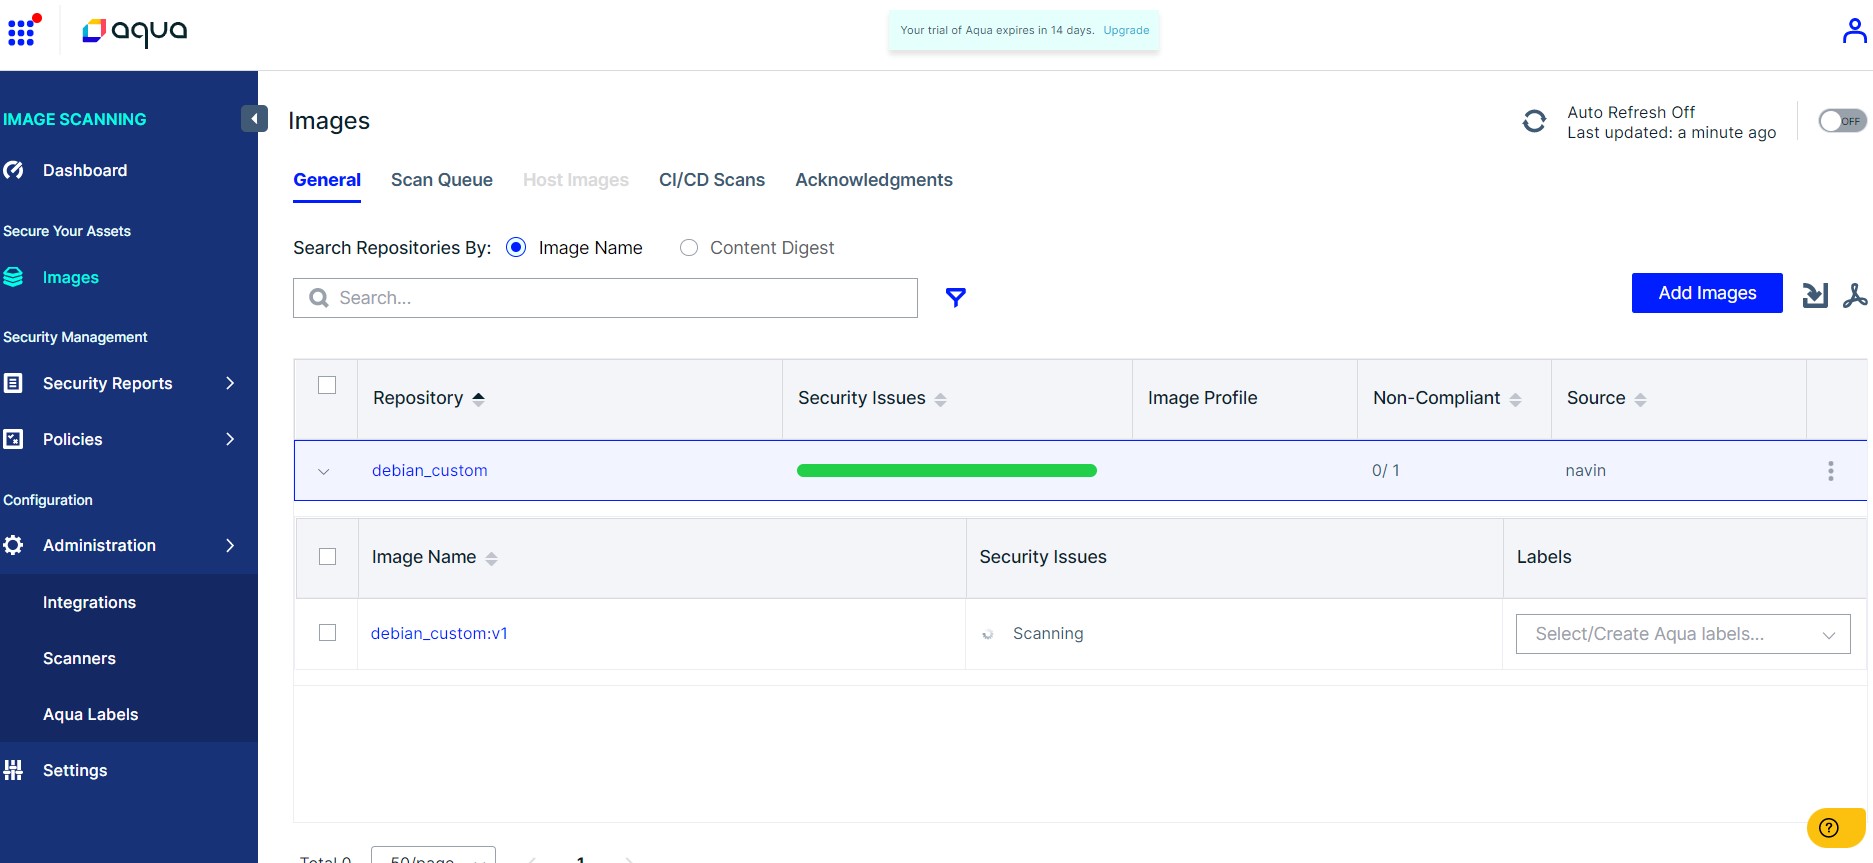 aqua
Your trial of Aqua expires in 14 days. Upgrade
IMAGE SCANNING
Dashboard
Secure Your Assets
Images
Security Management
Security Reports
Policies
Configuration
Administration
Integrations
Scanners
Aqua Labels
Settings
Images
Auto Refresh Off
Last updated: a minute ago
OFF
General Scan Queue Host Images CI/CD Scans Acknowledgments
Search Repositories By: Image Name Content Digest
Search...
Add Images
Repository Security Issues Image Profile Non-Compliant Source
debian_custom 0/ 1 navin
Image Name Security Issues Labels
debian_custom:v1 Scanning Select/Create Aqua labels...
Total 0 50/page 1